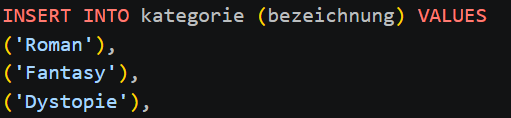 INSERT INTO kategorie (bezeichnung) VALUES
('Roman'),
('Fantasy'),
('Dystopie'),